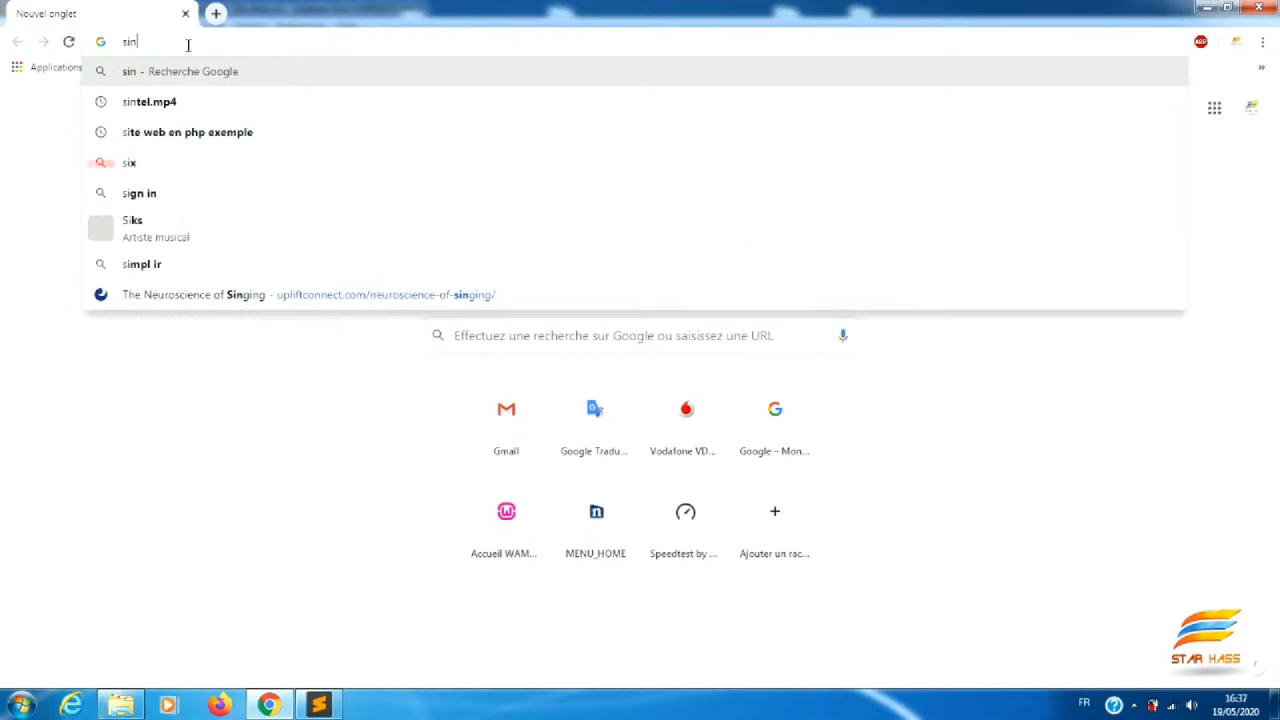 Nouvel onglet
sin
Applications
sin - Recherche Google
sintel.mp4
site web en php exemple
six
sign in
Siks
Artiste musical
simpl ir
The Neuroscience of Singing - upliftconnect.com/neuroscience-of-singing/
Effectuez une recherche sur Google ou saisissez une URL
Gmail
Google Tradu...
Vodafone VD...
Google – Mon...
Accueil WAM...
MENU_HOME
Speedtest by ...
Ajouter un rac...
STAR HASS
FR
16:37
19/05/2020